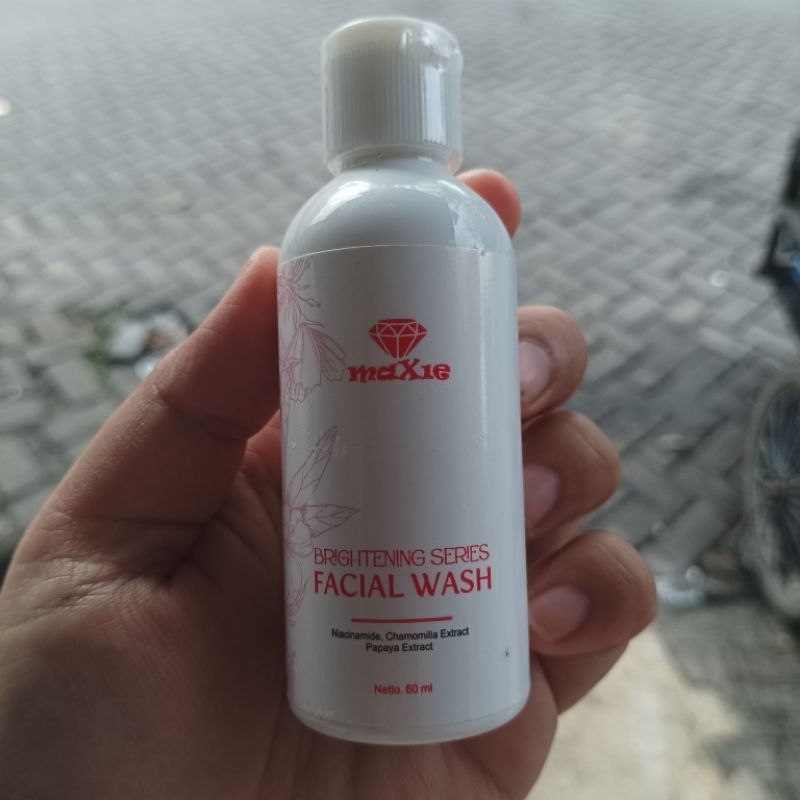 maXie
BRIGHTENING SERIES
FACIAL WASH
Niacinamide, Chamomilla Extract
Papaya Extract
Netto. 60 ml